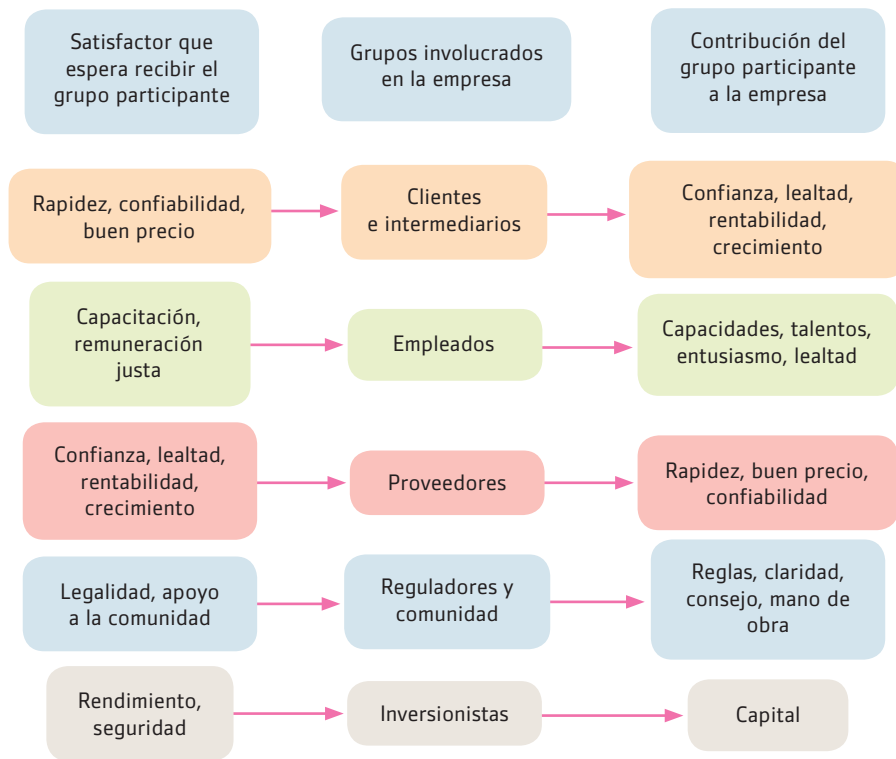 Satisfactor que
espera recibir el
grupo participante
Grupos involucrados
en la empresa
Contribución del
grupo participante
a la empresa
Rapidez, confiabilidad,
buen precio
Clientes
e intermediarios
Confianza, lealtad,
rentabilidad,
crecimiento
Capacitación,
remuneración
justa
Empleados
Capacidades, talentos,
entusiasmo, lealtad
Confianza, lealtad,
rentabilidad,
crecimiento
Proveedores
Rapidez, buen precio,
confiabilidad
Legalidad, apoyo
a la comunidad
Reguladores y
comunidad
Reglas, claridad,
consejo, mano de
obra
Rendimiento,
seguridad
Inversionistas
Capital